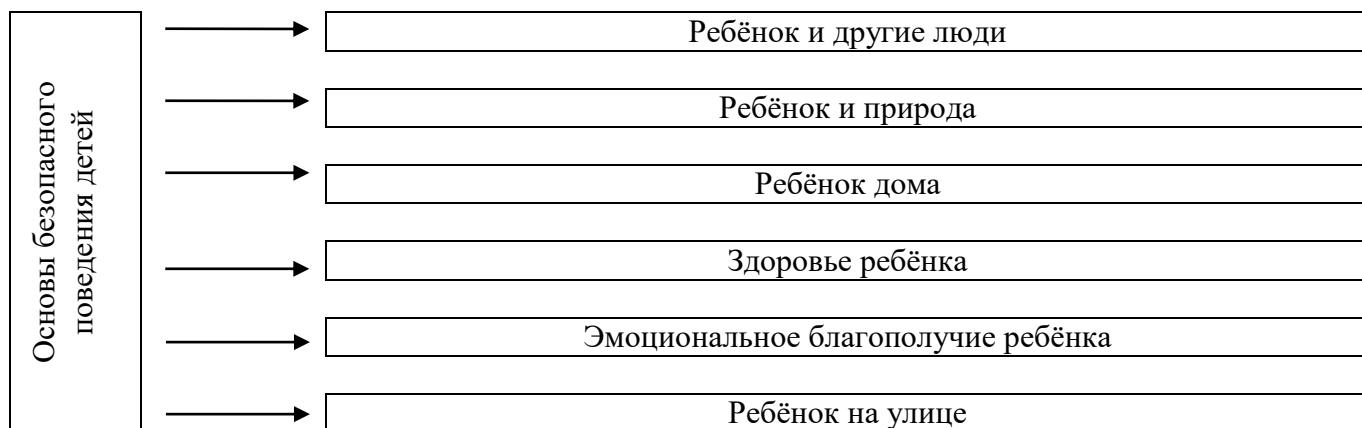 Основы безопасного
поведения детей
Ребёнок и другие люди
Ребёнок и природа
Ребёнок дома
Здоровье ребёнка
Эмоциональное благополучие ребёнка
Ребёнок на улице